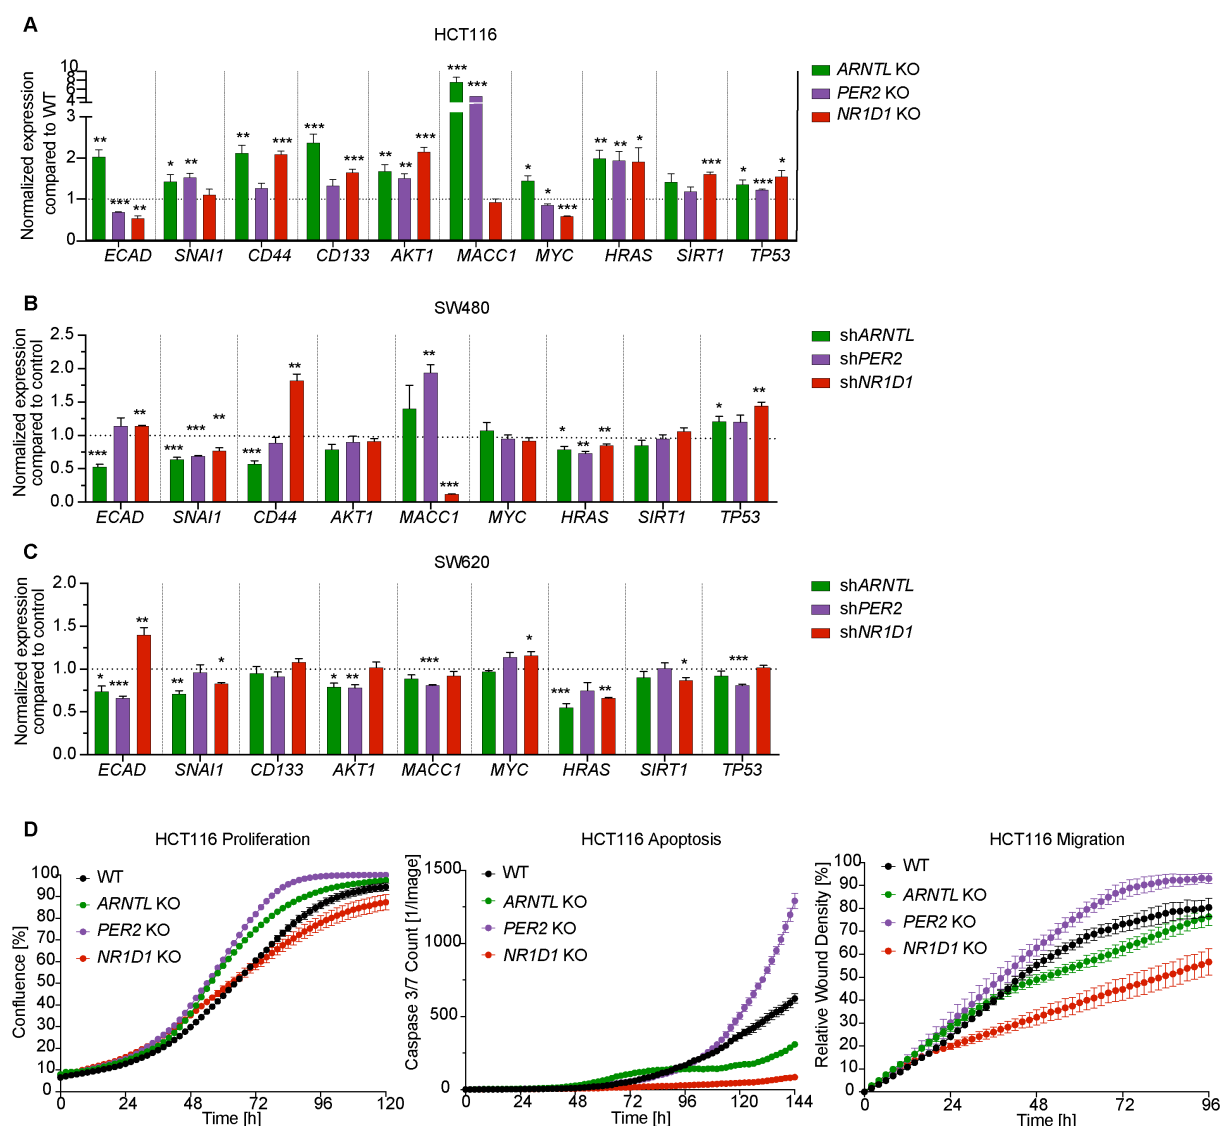 A
HCT116
Normalized expression
compared to WT
10
8
6
4
3
2
1
0
** *** **
* ** 
** ***
*** ***
** ** ***
*** ***
* * ***
** ** *
***
* *** *
ECAD SNAI1 CD44 CD133 AKT1 MACC1 MYC HRAS SIRT1 TP53
ARNTL KO
PER2 KO
NR1D1 KO
B
SW480
Normalized expression
compared to control
2.5
2.0
1.5
1.0
0.5
0.0
*** **
*** *** **
*** **
** ***
* ** **
* **
ECAD SNAI1 CD44 AKT1 MACC1 MYC HRAS SIRT1 TP53
shARNTL
shPER2
shNR1D1
C
SW620
Normalized expression
compared to control
2.0
1.5
1.0
0.5
0.0
* *** **
** *
* **
***
*
*** **
*
***
ECAD SNAI1 CD133 AKT1 MACC1 MYC HRAS SIRT1 TP53
shARNTL
shPER2
shNR1D1
D
HCT116 Proliferation
Confluence [%]
100
90
80
70
60
50
40
30
20
10
0
WT
ARNTL KO
PER2 KO
NR1D1 KO
0 24 48 72 96 120
Time [h]
HCT116 Apoptosis
Caspase 3/7 Count [1/Image]
1500
1000
500
0
WT
ARNTL KO
PER2 KO
NR1D1 KO
0 24 48 72 96 120 144
Time [h]
HCT116 Migration
Relative Wound Density [%]
100
90
80
70
60
50
40
30
20
10
0
WT
ARNTL KO
PER2 KO
NR1D1 KO
0 24 48 72 96
Time [h]